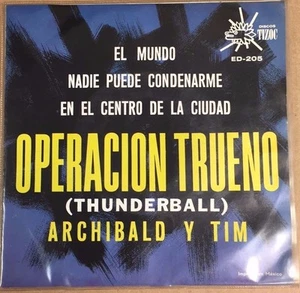 DISCOS
TIZOC
ED-205
EL MUNDO
NADIE PUEDE CONDENARME
EN EL CENTRO DE LA CIUDAD
OPERACION TRUENO
(THUNDERBALL)
ARCHIBALD Y TIM